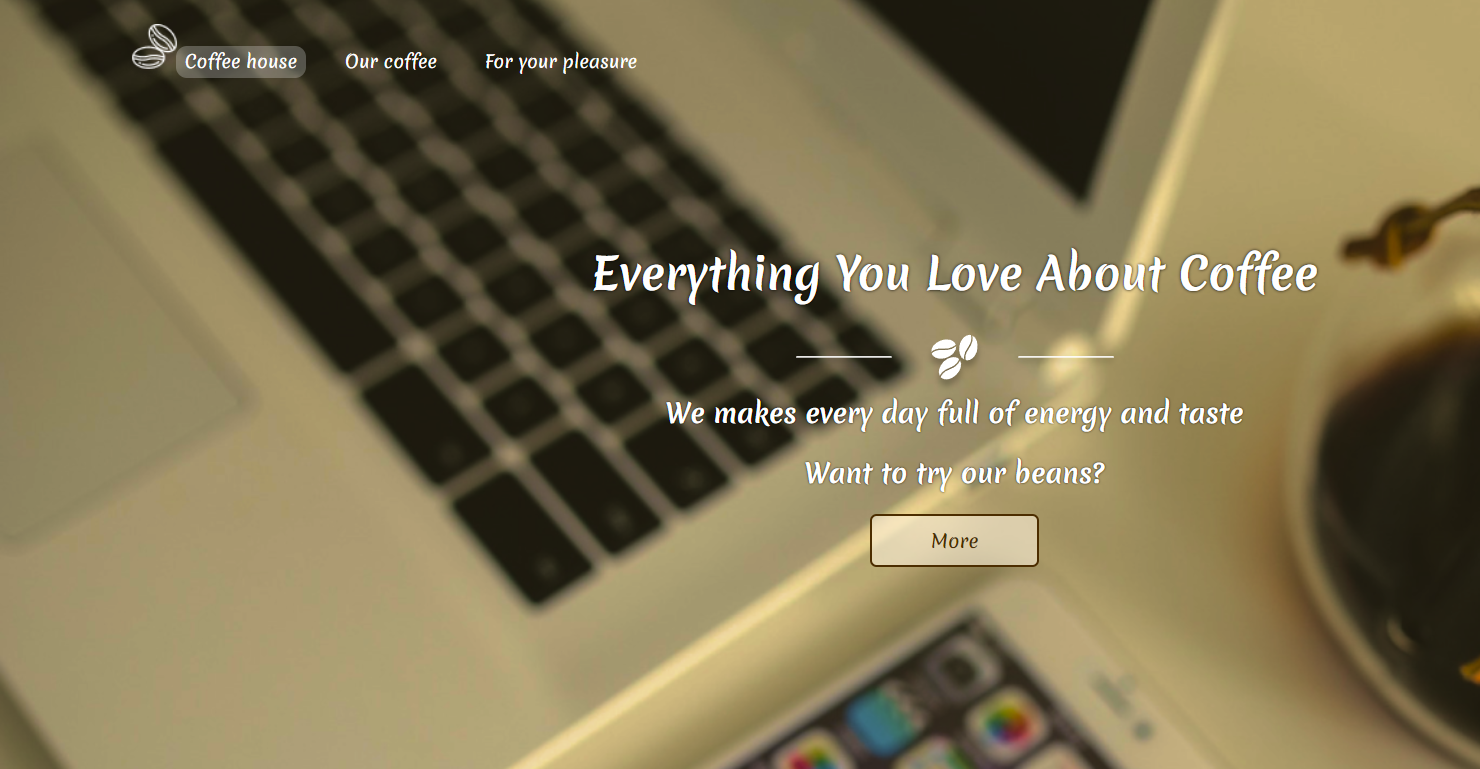 Coffee house Our coffee For your pleasure
Everything You Love About Coffee
We makes every day full of energy and taste
Want to try our beans?
More